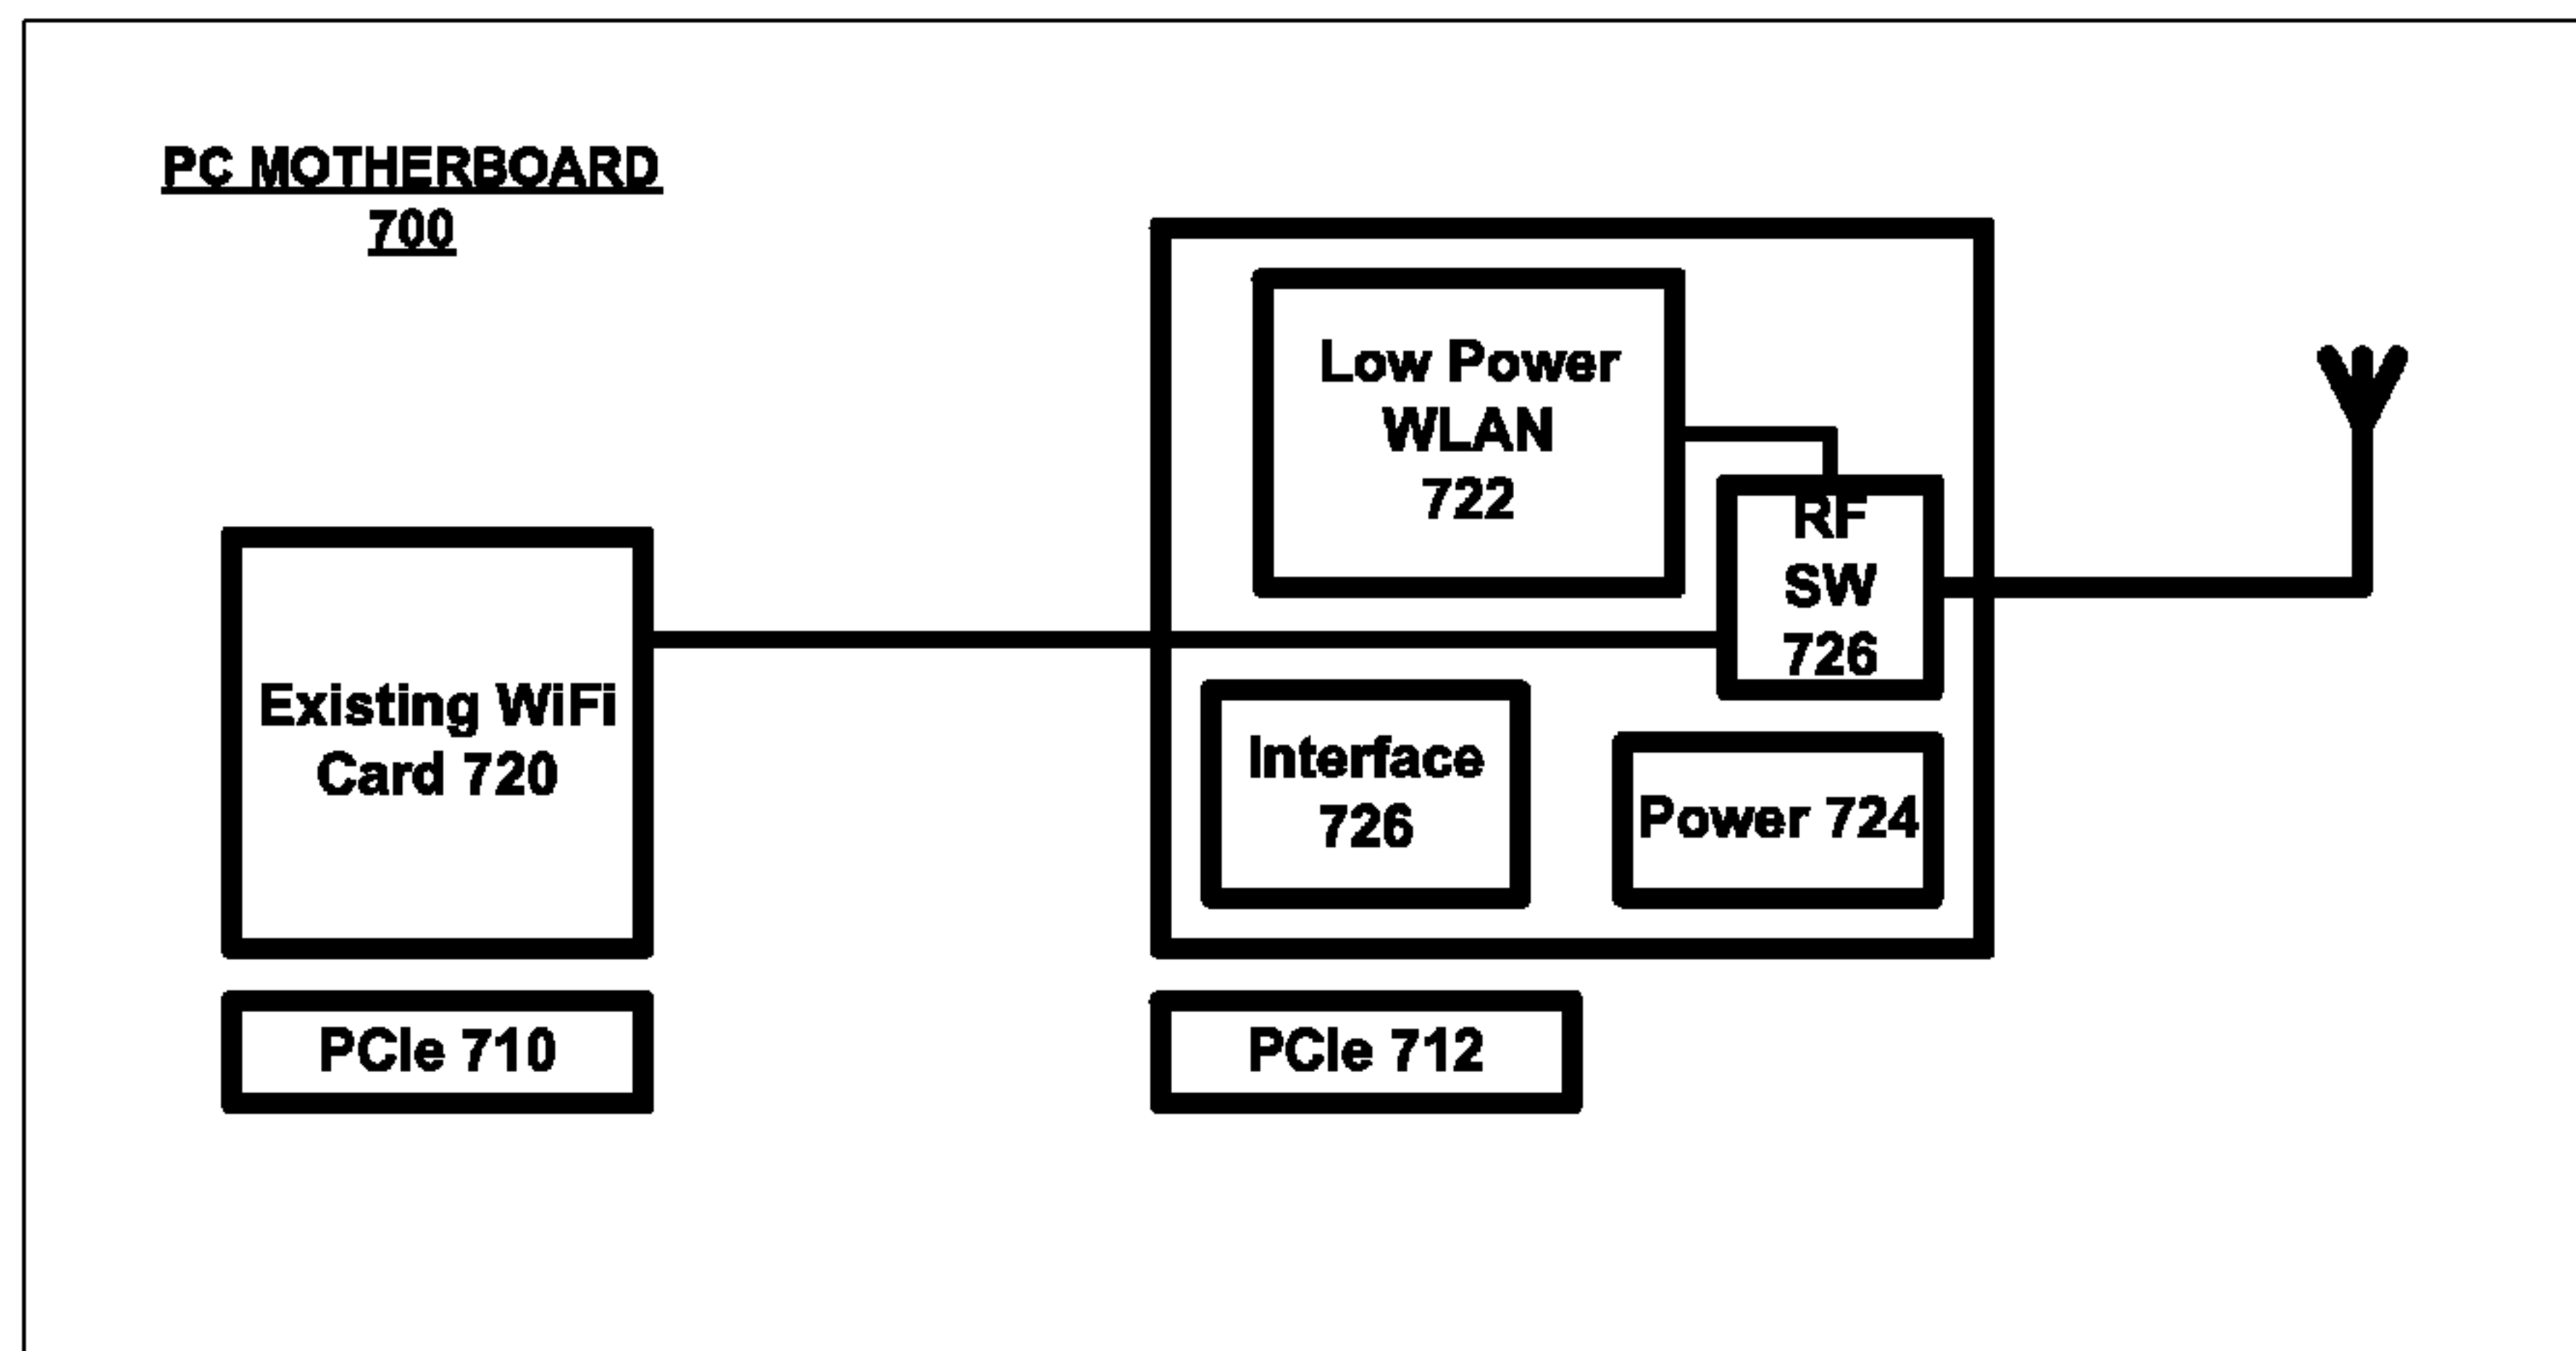 PC MOTHERBOARD
700
Low Power
WLAN
722
RF
SW
726
Existing WiFi
Card 720
Interface
726
Power 724
PCIe 710
PCIe 712